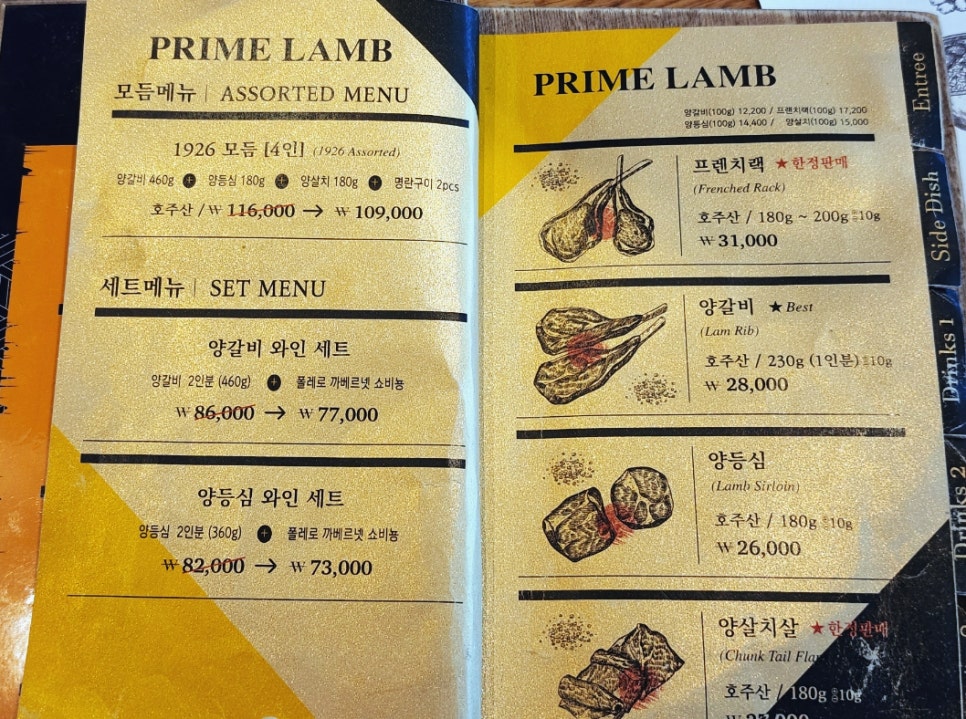 PRIME LAMB
모듬메뉴 | ASSORTED MENU
1926 모듬 [4인] (1926 Assorted)
양갈비 460g + 양등심 180g + 양살치 180g + 명란구이 2pcs
호주산 / ₩ 116,000 → ₩ 109,000
세트메뉴 | SET MENU
양갈비 와인 세트
양갈비 2인분 (460g) + 폴레로 까베르넷 쇼비뇽
₩ 86,000 → ₩ 77,000
양등심 와인 세트
양등심 2인분 (360g) + 폴레로 까베르넷 쇼비뇽
₩ 82,000 → ₩ 73,000
PRIME LAMB
양갈비(100g) 12,200 / 프랜치랙(100g) 17,200
양등심(100g) 14,400 / 양살치(100g) 15,000
프렌치랙 ★한정판매
(Frenched Rack)
호주산 / 180g ~ 200g 10g
₩ 31,000
양갈비 ★Best
(Lam Rib)
호주산 / 230g (1인분) 10g
₩ 28,000
양등심
(Lamb Sirloin)
호주산 / 180g 10g
₩ 26,000
양살치살 ★한정판매
(Chunk Tail
호주산 / 180g 10g
Entree
Side Dish
Drinks 1
Drinks 2